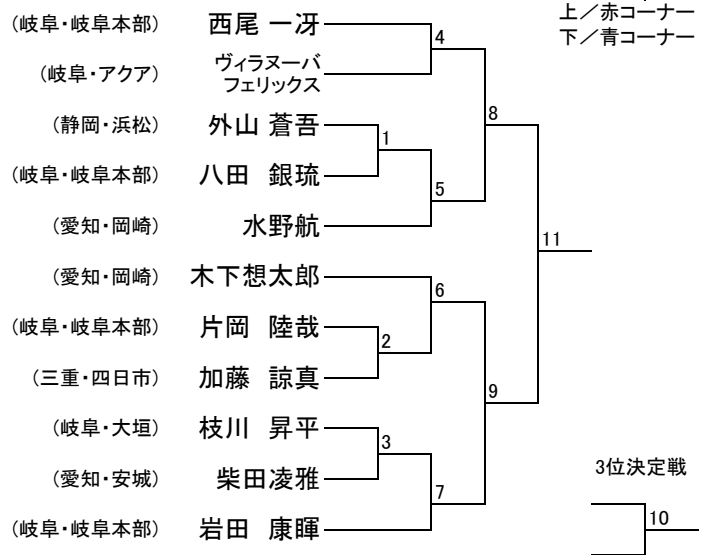 上／赤コーナー
下／青コーナー
(岐阜・岐阜本部) 西尾 一冴
4
(岐阜・アクア) ヴィラヌーバ
フェリックス
8
(静岡・浜松) 外山 蒼吾
1
(岐阜・岐阜本部) 八田 銀琉
5
(愛知・岡崎) 水野航
11
(愛知・岡崎) 木下想太郎
6
(岐阜・岐阜本部) 片岡 陸哉
2
(三重・四日市) 加藤 諒真
9
(岐阜・大垣) 枝川 昇平
3
3位決定戦
(愛知・安城) 柴田凌雅
7
10
(岐阜・岐阜本部) 岩田 康暉